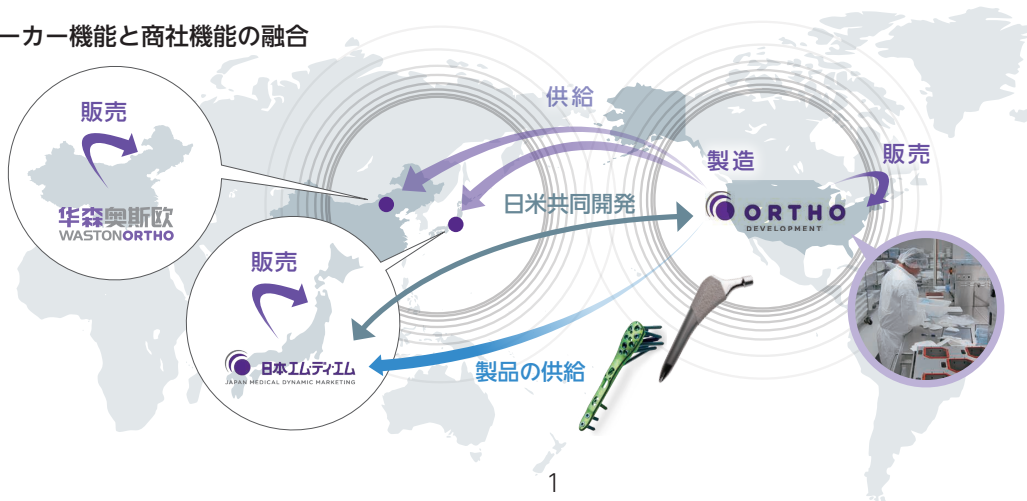 ーカー機能と商社機能の融合
販売
华森奥斯欧
WASTONORTHO
販売
日本エムディエム
JAPAN MEDICAL DYNAMIC MARKETING
供給
製造
販売
日米共同開発
ORTHO
DEVELOPMENT
製品の供給
1